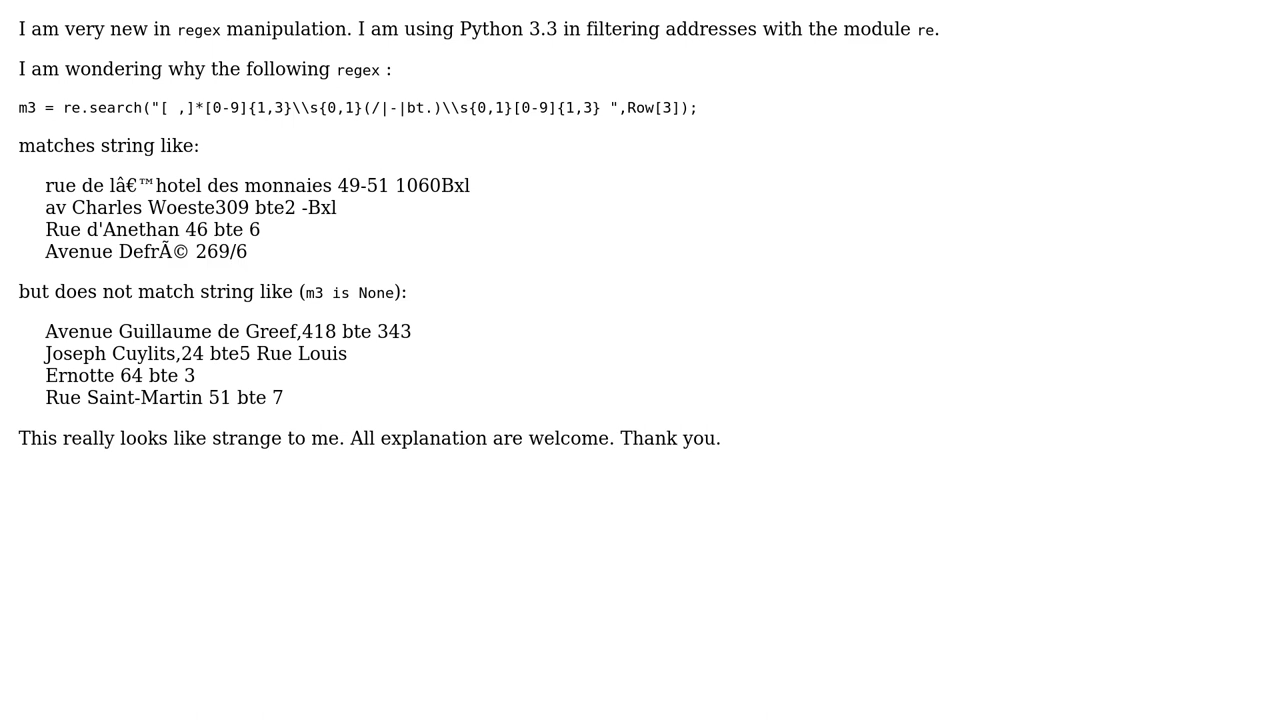 I am very new in regex manipulation. I am using Python 3.3 in filtering addresses with the module re.
I am wondering why the following regex :
m3 = re.search("[ ,]*[0-9]{1,3}\\s{0,1}(/|-|bt.)\\s{0,1}[0-9]{1,3} ",Row[3]);
matches string like:
rue de lâ€™hotel des monnaies 49-51 1060Bxl
av Charles Woeste309 bte2 -Bxl
Rue d'Anethan 46 bte 6
Avenue DefrÃ© 269/6
but does not match string like (m3 is None):
Avenue Guillaume de Greef,418 bte 343
Joseph Cuylits,24 bte5 Rue Louis
Ernotte 64 bte 3
Rue Saint-Martin 51 bte 7
This really looks like strange to me. All explanation are welcome. Thank you.